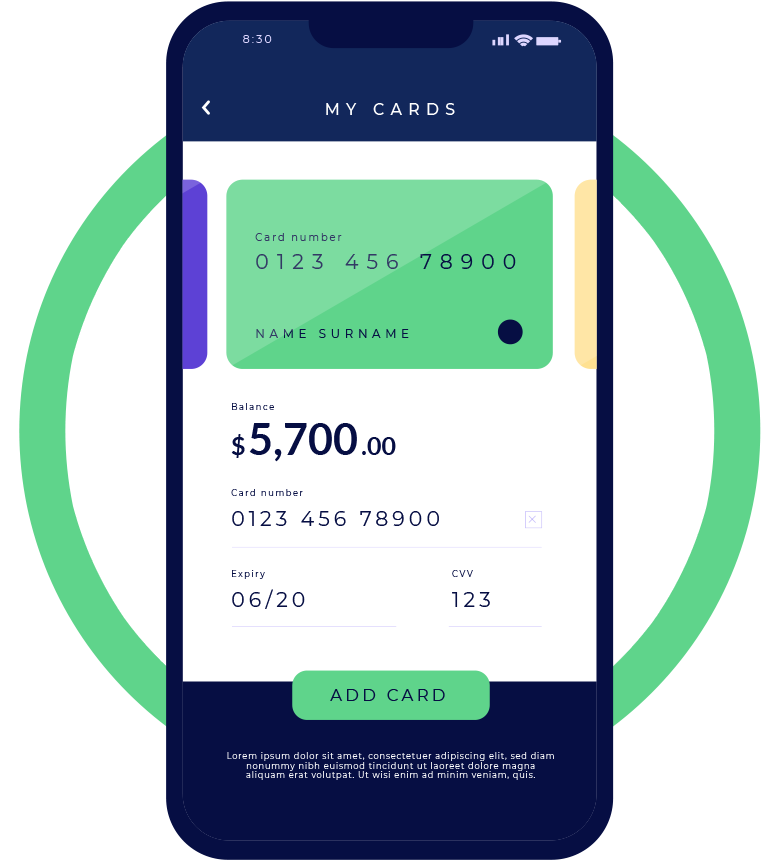 8:30
MY CARDS
Card number
0123 456 78900
NAME SURNAME
Balance
$5,700.00
Card number
0123 456 78900
Expiry
CVV
06/20
123
ADD CARD
Lorem ipsum dolor sit amet, consectetuer adipiscing elit, sed diam
nonummy nibh euismod tincidunt ut laoreet dolore magna
aliquam erat volutpat. Ut wisi enim ad minim veniam, quis.